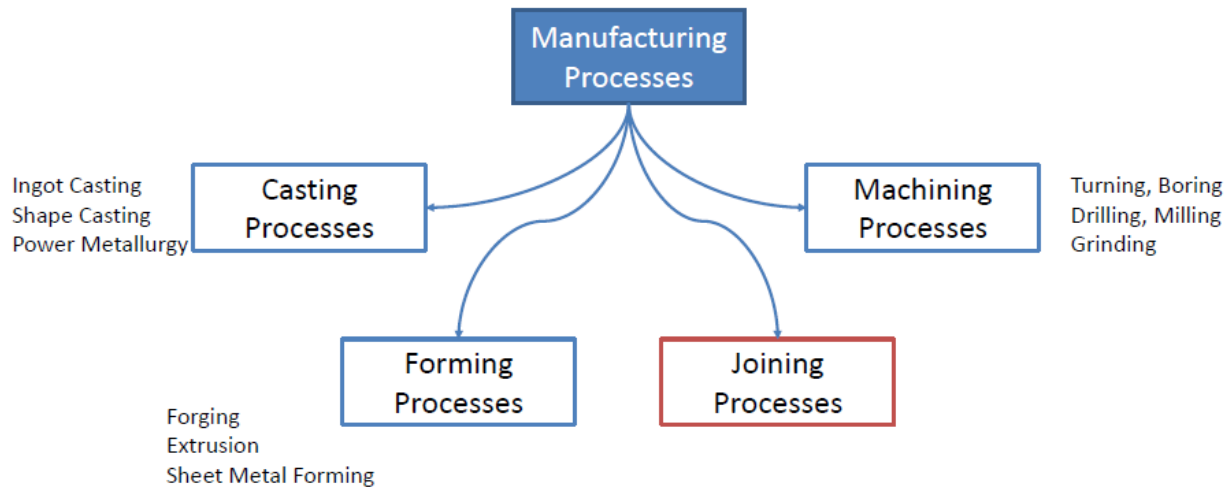 Manufacturing
Processes
Ingot Casting
Shape Casting
Power Metallurgy
Casting
Processes
Machining
Processes
Turning, Boring
Drilling, Milling
Grinding
Forming
Processes
Joining
Processes
Forging
Extrusion
Sheet Metal Forming